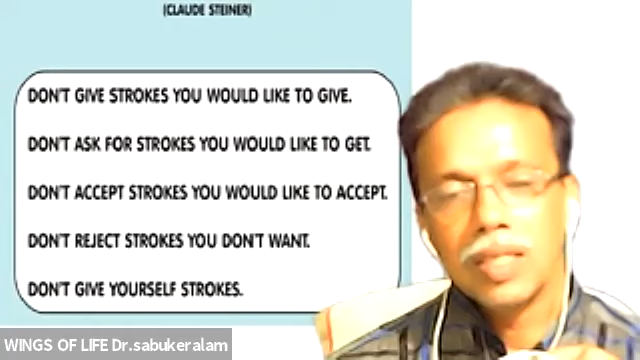 (CLAUDE STEINER)
DON'T GIVE STROKES YOU WOULD LIKE TO GIVE.
DON'T ASK FOR STROKES YOU WOULD LIKE TO GET.
DON'T ACCEPT STROKES YOU WOULD LIKE TO ACCEPT.
DON'T REJECT STROKES YOU DON'T WANT.
DON'T GIVE YOURSELF STROKES.
WINGS OF LIFE Dr.sabukeralam